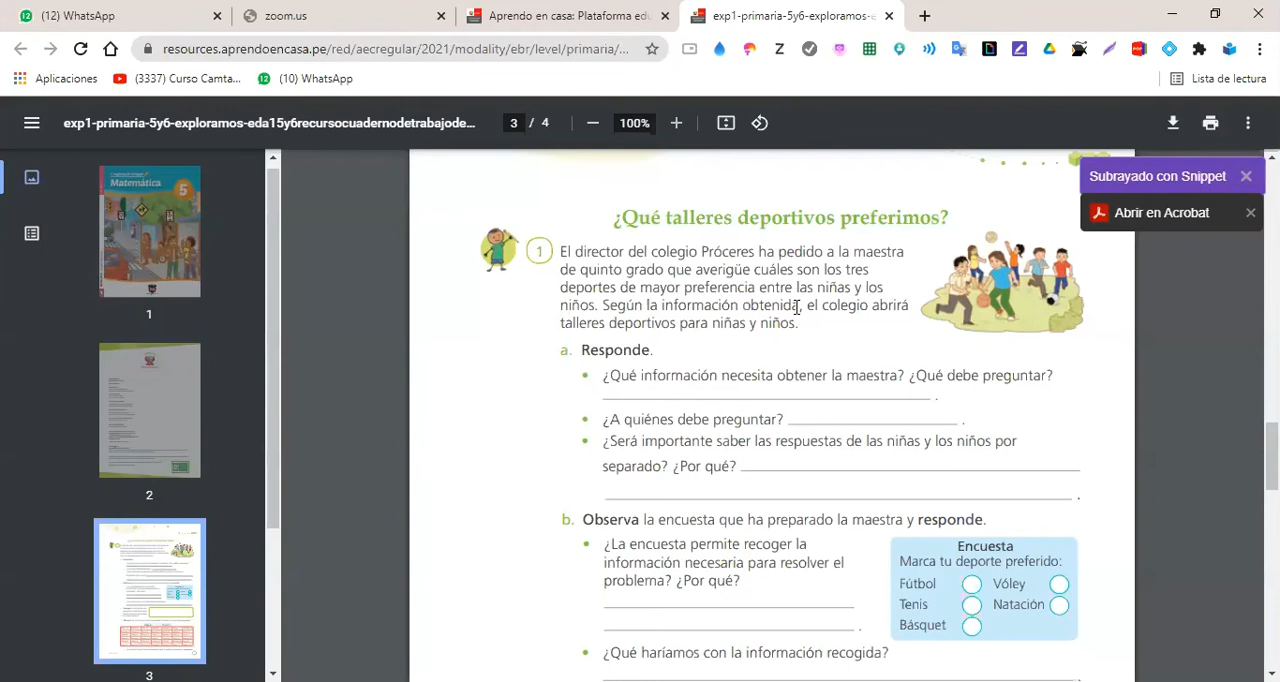 (12) WhatsApp
zoom.us
Aprendo en casa: Plataforma edu
exp1-primaria-5y6-exploramos-e
resources.aprendoencasa.pe/red/aecregular/2021/modality/ebr/level/primaria/...
Aplicaciones
(3337) Curso Camta...
(10) WhatsApp
Lista de lectura
exp1-primaria-5y6-exploramos-eda15y6recursocuadernodetrabajode...
3 / 4
100%
Subrayado con Snippet
Abrir en Acrobat
Matemática 5
1
2
3
¿Qué talleres deportivos preferimos?
1 El director del colegio Próceres ha pedido a la maestra
de quinto grado que averigüe cuáles son los tres
deportes de mayor preferencia entre las niñas y los
niños. Según la información obtenida, el colegio abrirá
talleres deportivos para niñas y niños.
a. Responde.
• ¿Qué información necesita obtener la maestra? ¿Qué debe preguntar?
.
• ¿A quiénes debe preguntar? .
• ¿Será importante saber las respuestas de las niñas y los niños por
separado? ¿Por qué?
.
b. Observa la encuesta que ha preparado la maestra y responde.
• ¿La encuesta permite recoger la
información necesaria para resolver el
problema? ¿Por qué?
Encuesta
Marca tu deporte preferido:
Fútbol Vóley
Tenis Natación
Básquet
• ¿Qué haríamos con la información recogida?